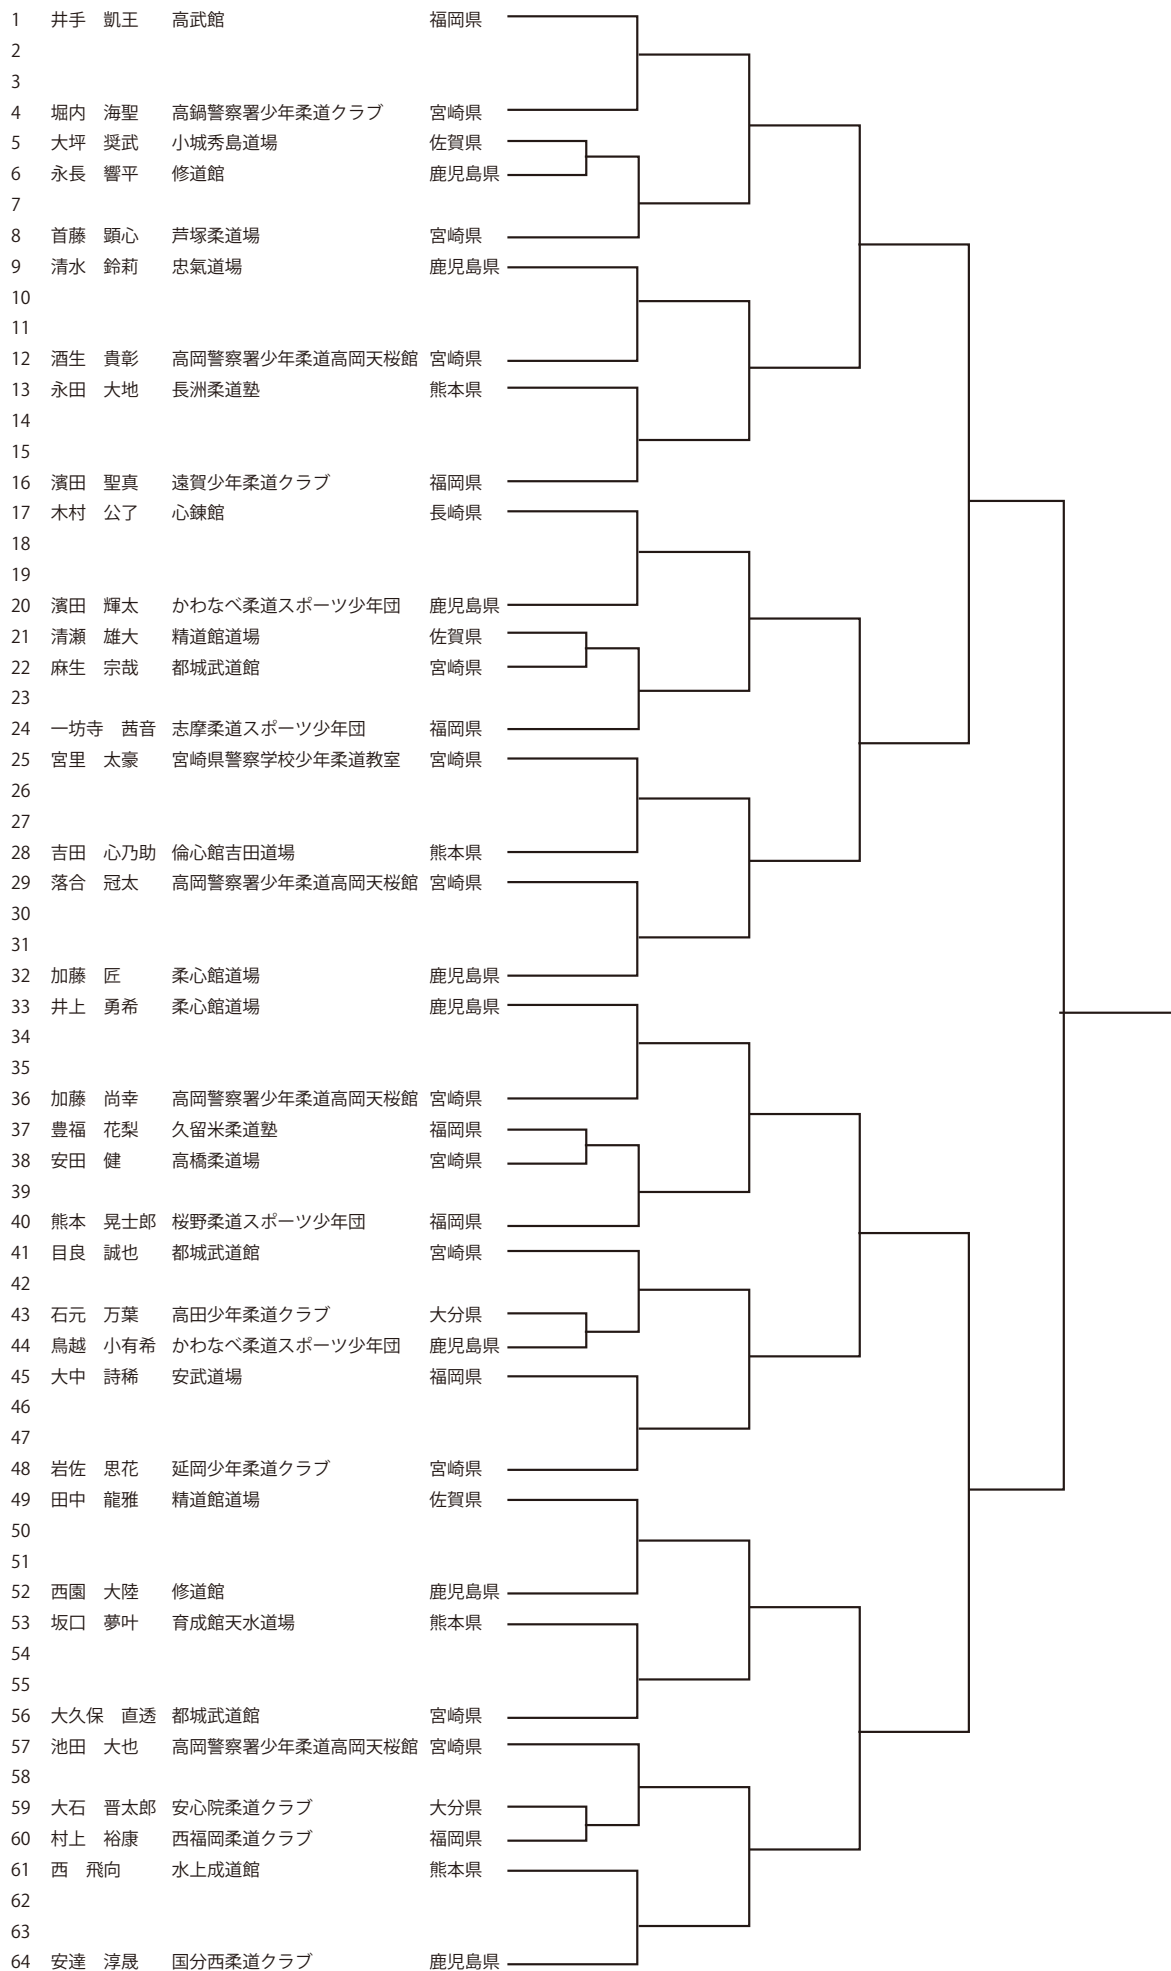 1 井手　凱王 高武館 福岡県
2
3
4 堀内　海聖 高鍋警察署少年柔道クラブ 宮崎県
5 大坪　奨武 小城秀島道場 佐賀県
6 永長　響平 修道館 鹿児島県
7
8 首藤　顕心 芦塚柔道場 宮崎県
9 清水　鈴莉 忠氣道場 鹿児島県
10
11
12 酒生　貴彰 高岡警察署少年柔道高岡天桜館 宮崎県
13 永田　大地 長洲柔道塾 熊本県
14
15
16 濱田　聖真 遠賀少年柔道クラブ 福岡県
17 木村　公了 心錬館 長崎県
18
19
20 濱田　輝太 かわなべ柔道スポーツ少年団 鹿児島県
21 清瀬　雄大 精道館道場 佐賀県
22 麻生　宗哉 都城武道館 宮崎県
23
24 一坊寺　茜音 志摩柔道スポーツ少年団 福岡県
25 宮里　太豪 宮崎県警察学校少年柔道教室 宮崎県
26
27
28 吉田　心乃助 倫心館吉田道場 熊本県
29 落合　冠太 高岡警察署少年柔道高岡天桜館 宮崎県
30
31
32 加藤　匠 柔心館道場 鹿児島県
33 井上　勇希 柔心館道場 鹿児島県
34
35
36 加藤　尚幸 高岡警察署少年柔道高岡天桜館 宮崎県
37 豊福　花梨 久留米柔道塾 福岡県
38 安田　健 高橋柔道場 宮崎県
39
40 熊本　晃士郎 桜野柔道スポーツ少年団 福岡県
41 目良　誠也 都城武道館 宮崎県
42
43 石元　万葉 高田少年柔道クラブ 大分県
44 鳥越　小有希 かわなべ柔道スポーツ少年団 鹿児島県
45 大中　詩稀 安武道場 福岡県
46
47
48 岩佐　思花 延岡少年柔道クラブ 宮崎県
49 田中　龍雅 精道館道場 佐賀県
50
51
52 西園　大陸 修道館 鹿児島県
53 坂口　夢叶 育成館天水道場 熊本県
54
55
56 大久保　直透 都城武道館 宮崎県
57 池田　大也 高岡警察署少年柔道高岡天桜館 宮崎県
58
59 大石　晋太郎 安心院柔道クラブ 大分県
60 村上　裕康 西福岡柔道クラブ 福岡県
61 西　飛向 水上成道館 熊本県
62
63
64 安達　淳晟 国分西柔道クラブ 鹿児島県